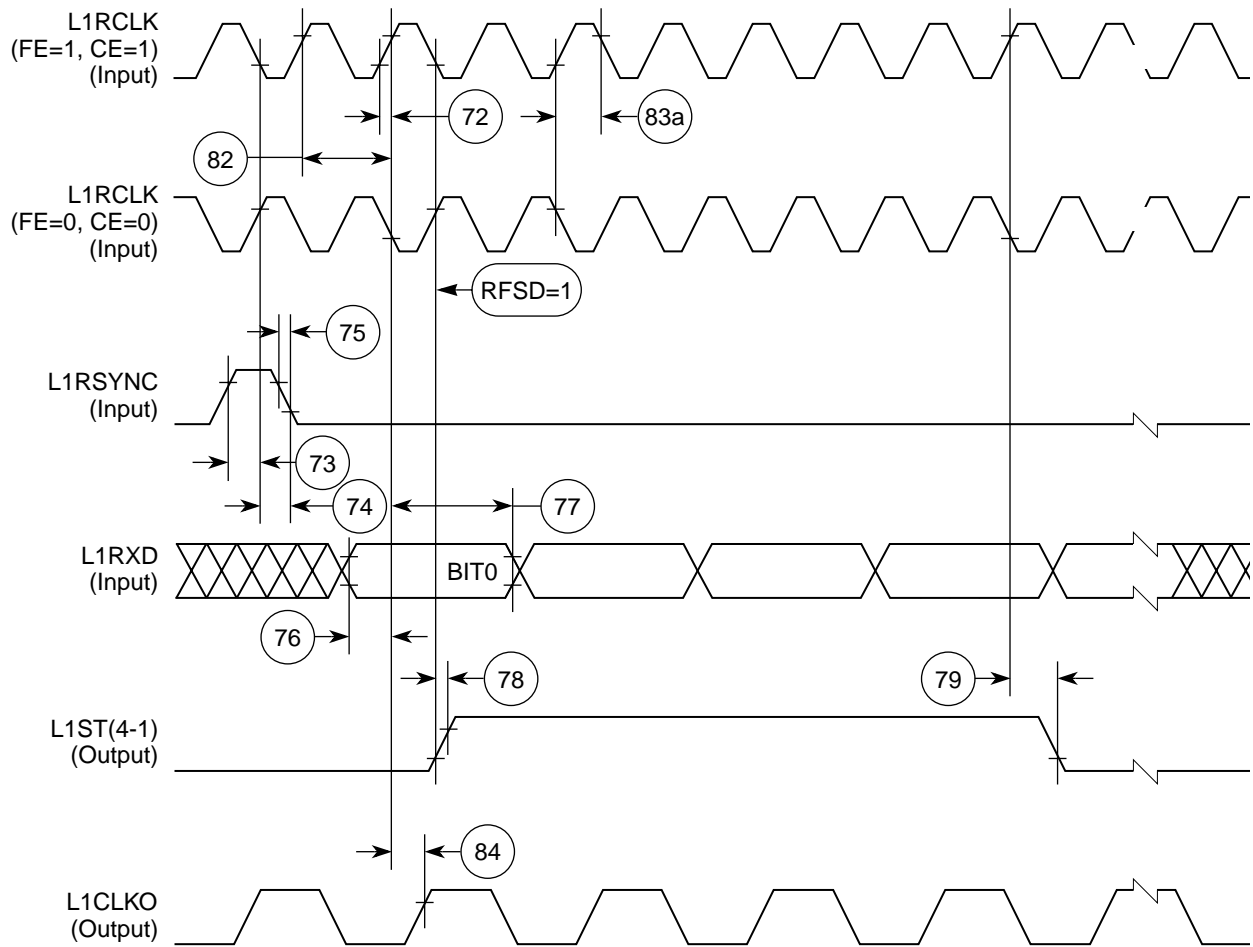 L1RCLK
(FE=1, CE=1)
(Input)
72
83a
82
L1RCLK
(FE=0, CE=0)
(Input)
RFSD=1
75
L1RSYNC
(Input)
73
74
77
L1RXD
(Input)
BIT0
76
78
79
L1ST(4-1)
(Output)
84
L1CLKO
(Output)